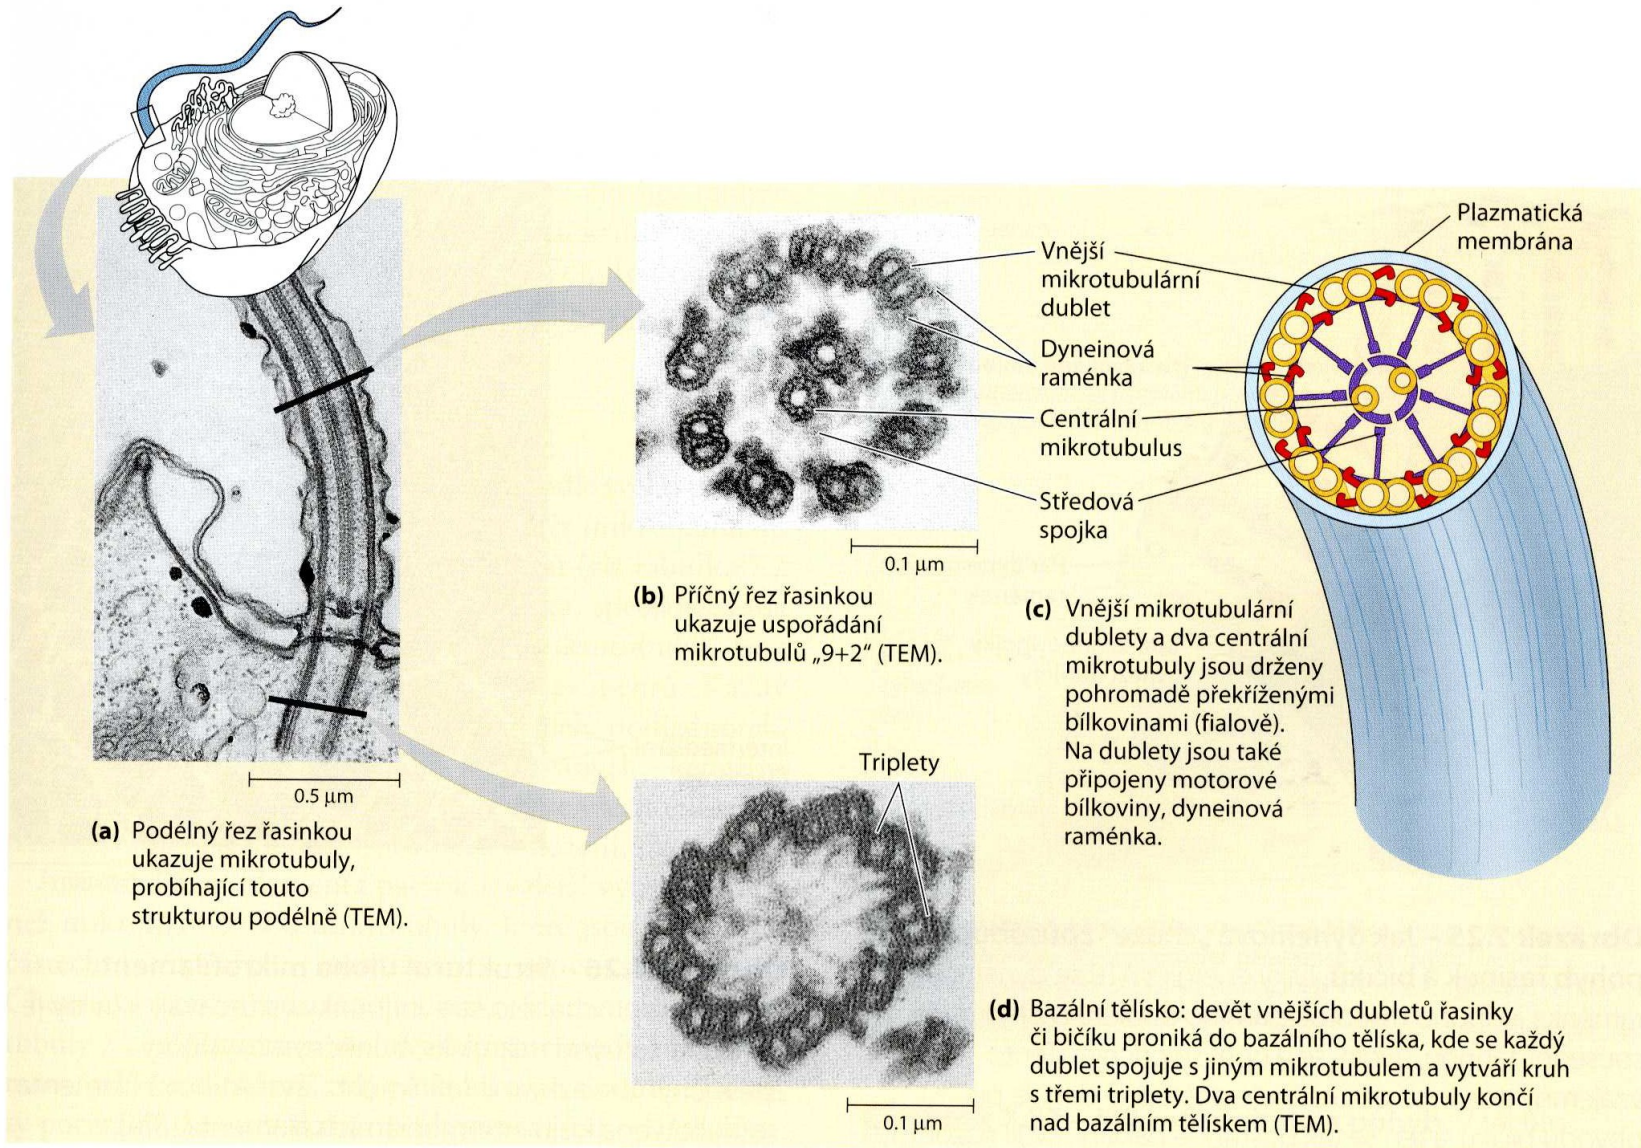 Plazmatická
membrána
Vnější
mikrotubulární
dublet
Dyneinová
raménka
Centrální
mikrotubulus
Středová
spojka
0.1 µm
(b) Příčný řez řasinkou
ukazuje uspořádání
mikrotubulů „9+2“ (TEM).
(c) Vnější mikrotubulární
dublety a dva centrální
mikrotubuly jsou drženy
pohromadě překříženými
bílkovinami (fialově).
Na dublety jsou také
připojeny motorové
bílkoviny, dyneinová
raménka.
0.5 µm
(a) Podélný řez řasinkou
ukazuje mikrotubuly,
probíhající touto
strukturou podélně (TEM).
Triplety
0.1 µm
(d) Bazální tělísko: devět vnějších dubletů řasinky
či bičíku proniká do bazálního tělíska, kde se každý
dublet spojuje s jiným mikrotubulem a vytváří kruh
s třemi triplety. Dva centrální mikrotubuly končí
nad bazálním tělískem (TEM).